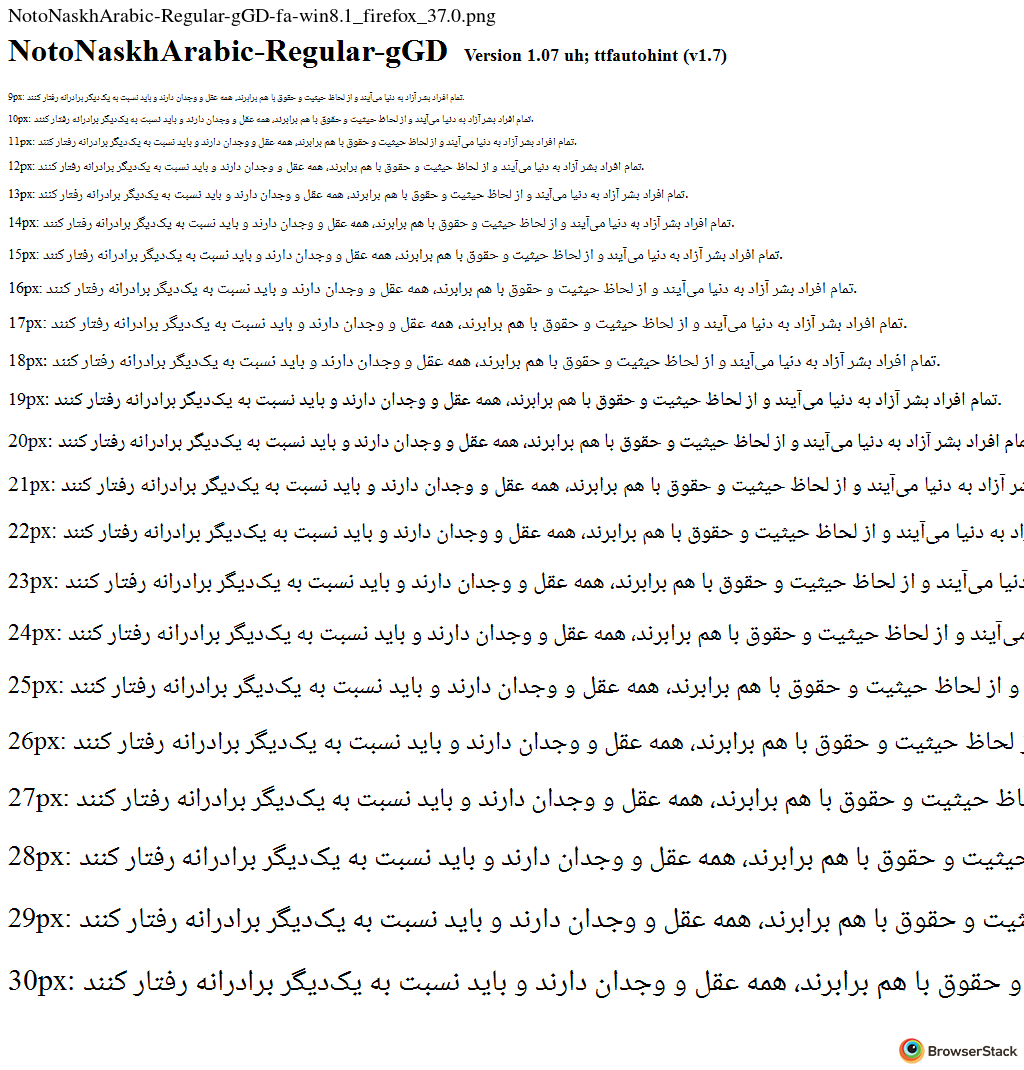 NotoNaskhArabic-Regular-gGD-fa-win8.1_firefox_37.0.png
NotoNaskhArabic-Regular-gGD Version 1.07 uh; ttfautohint (v1.7)
9px: تمام افراد بشر آزاد به دنیا می‌آیند و از لحاظ حیثیت و حقوق با هم برابرند، همه عقل و وجدان دارند و باید نسبت به یک‌دیگر برادرانه رفتار کنند.
10px: تمام افراد بشر آزاد به دنیا می‌آیند و از لحاظ حیثیت و حقوق با هم برابرند، همه عقل و وجدان دارند و باید نسبت به یک‌دیگر برادرانه رفتار کنند.
11px: تمام افراد بشر آزاد به دنیا می‌آیند و از لحاظ حیثیت و حقوق با هم برابرند، همه عقل و وجدان دارند و باید نسبت به یک‌دیگر برادرانه رفتار کنند.
12px: تمام افراد بشر آزاد به دنیا می‌آیند و از لحاظ حیثیت و حقوق با هم برابرند، همه عقل و وجدان دارند و باید نسبت به یک‌دیگر برادرانه رفتار کنند.
13px: تمام افراد بشر آزاد به دنیا می‌آیند و از لحاظ حیثیت و حقوق با هم برابرند، همه عقل و وجدان دارند و باید نسبت به یک‌دیگر برادرانه رفتار کنند.
14px: تمام افراد بشر آزاد به دنیا می‌آیند و از لحاظ حیثیت و حقوق با هم برابرند، همه عقل و وجدان دارند و باید نسبت به یک‌دیگر برادرانه رفتار کنند.
15px: تمام افراد بشر آزاد به دنیا می‌آیند و از لحاظ حیثیت و حقوق با هم برابرند، همه عقل و وجدان دارند و باید نسبت به یک‌دیگر برادرانه رفتار کنند.
16px: تمام افراد بشر آزاد به دنیا می‌آیند و از لحاظ حیثیت و حقوق با هم برابرند، همه عقل و وجدان دارند و باید نسبت به یک‌دیگر برادرانه رفتار کنند.
17px: تمام افراد بشر آزاد به دنیا می‌آیند و از لحاظ حیثیت و حقوق با هم برابرند، همه عقل و وجدان دارند و باید نسبت به یک‌دیگر برادرانه رفتار کنند.
18px: تمام افراد بشر آزاد به دنیا می‌آیند و از لحاظ حیثیت و حقوق با هم برابرند، همه عقل و وجدان دارند و باید نسبت به یک‌دیگر برادرانه رفتار کنند.
19px: تمام افراد بشر آزاد به دنیا می‌آیند و از لحاظ حیثیت و حقوق با هم برابرند، همه عقل و وجدان دارند و باید نسبت به یک‌دیگر برادرانه رفتار کنند.
20px: افراد بشر آزاد به دنیا می‌آیند و از لحاظ حیثیت و حقوق با هم برابرند، همه عقل و وجدان دارند و باید نسبت به یک‌دیگر برادرانه رفتار کنند
21px: آزاد به دنیا می‌آیند و از لحاظ حیثیت و حقوق با هم برابرند، همه عقل و وجدان دارند و باید نسبت به یک‌دیگر برادرانه رفتار کنند
22px: به دنیا می‌آیند و از لحاظ حیثیت و حقوق با هم برابرند، همه عقل و وجدان دارند و باید نسبت به یک‌دیگر برادرانه رفتار کنند
23px: می‌آیند و از لحاظ حیثیت و حقوق با هم برابرند، همه عقل و وجدان دارند و باید نسبت به یک‌دیگر برادرانه رفتار کنند
24px: می‌آیند و از لحاظ حیثیت و حقوق با هم برابرند، همه عقل و وجدان دارند و باید نسبت به یک‌دیگر برادرانه رفتار کنند
25px: و از لحاظ حیثیت و حقوق با هم برابرند، همه عقل و وجدان دارند و باید نسبت به یک‌دیگر برادرانه رفتار کنند
26px: لحاظ حیثیت و حقوق با هم برابرند، همه عقل و وجدان دارند و باید نسبت به یک‌دیگر برادرانه رفتار کنند
27px: حیثیت و حقوق با هم برابرند، همه عقل و وجدان دارند و باید نسبت به یک‌دیگر برادرانه رفتار کنند
28px: حیثیت و حقوق با هم برابرند، همه عقل و وجدان دارند و باید نسبت به یک‌دیگر برادرانه رفتار کنند
29px: و حقوق با هم برابرند، همه عقل و وجدان دارند و باید نسبت به یک‌دیگر برادرانه رفتار کنند
30px: و حقوق با هم برابرند، همه عقل و وجدان دارند و باید نسبت به یک‌دیگر برادرانه رفتار کنند
BrowserStack